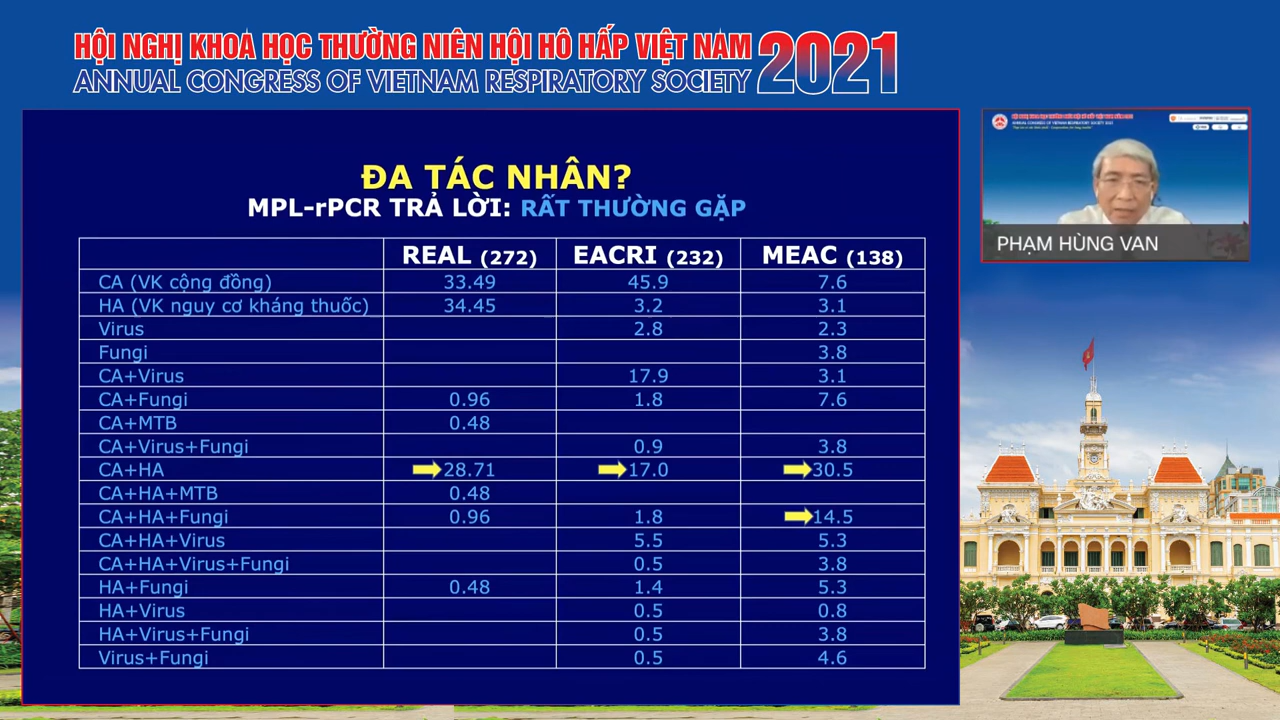 HỘI NGHỊ KHOA HỌC THƯỜNG NIÊN HỘI HÔ HẤP VIỆT NAM 2021
ANNUAL CONGRESS OF VIETNAM RESPIRATORY SOCIETY
ĐA TÁC NHÂN?
MPL-rPCR TRẢ LỜI: RẤT THƯỜNG GẶP
REAL (272) EACRI (232) MEAC (138)
CA (VK cộng đồng) 33.49 45.9 7.6
HA (VK nguy cơ kháng thuốc) 34.45 3.2 3.1
Virus 2.8 2.3
Fungi 3.8
CA+Virus 17.9 3.1
CA+Fungi 0.96 1.8 7.6
CA+MTB 0.48
CA+Virus+Fungi 0.9 3.8
CA+HA 28.71 17.0 30.5
CA+HA+MTB 0.48
CA+HA+Fungi 0.96 1.8 14.5
CA+HA+Virus 5.5 5.3
CA+HA+Virus+Fungi 0.5 3.8
HA+Fungi 0.48 1.4 5.3
HA+Virus 0.5 0.8
HA+Virus+Fungi 0.5 3.8
Virus+Fungi 0.5 4.6
PHẠM HÙNG VAN